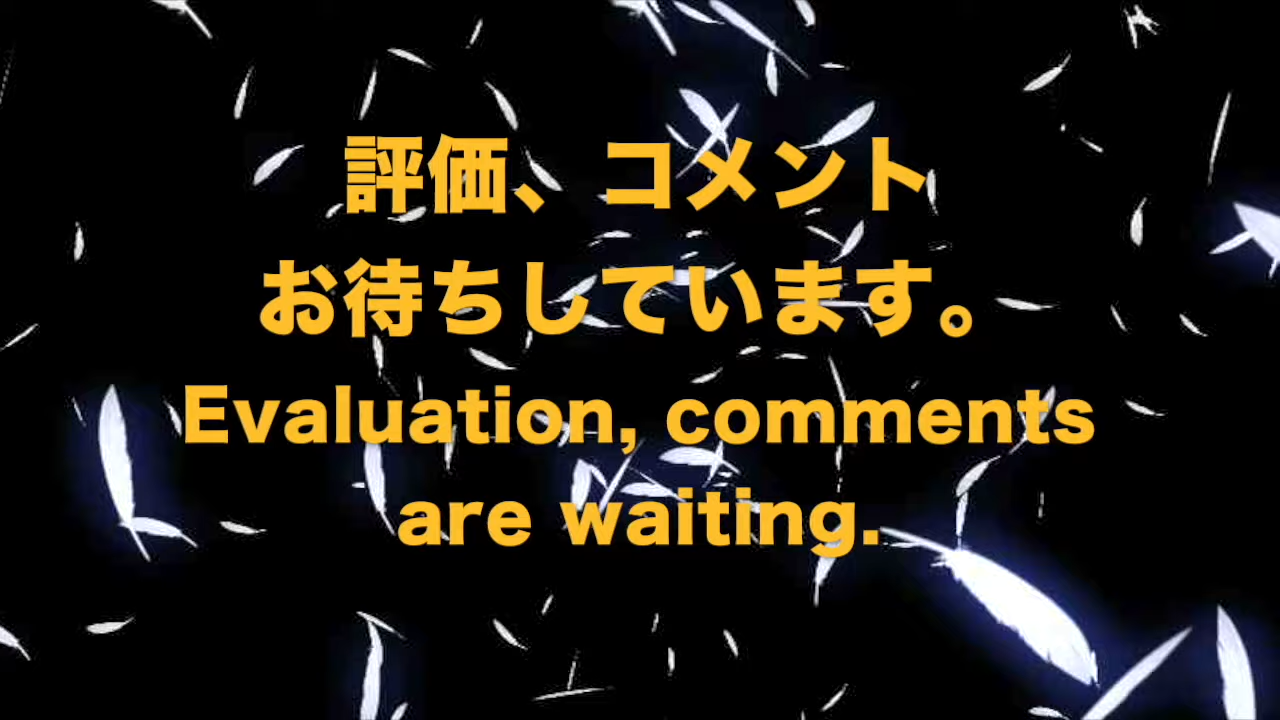 評価、コメント
お待ちしています。
Evaluation, comments
are waiting.